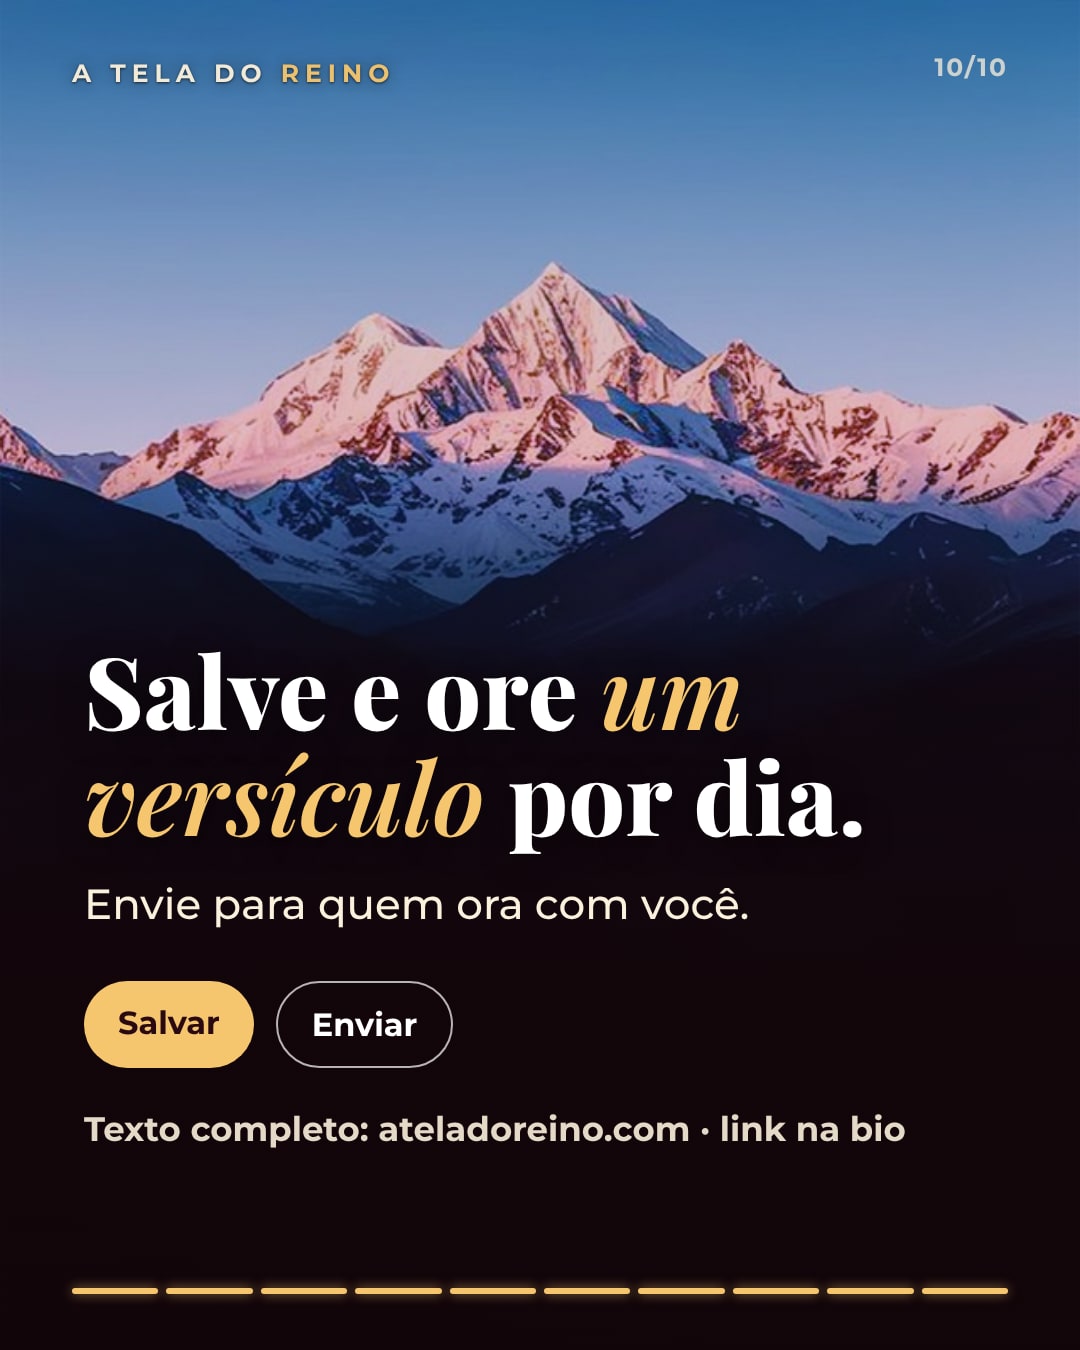 A TELA DO REINO
10/10
Salve e ore um
versículo por dia.
Envie para quem ora com você.
Salvar
Enviar
Texto completo: ateladoreino.com · link na bio